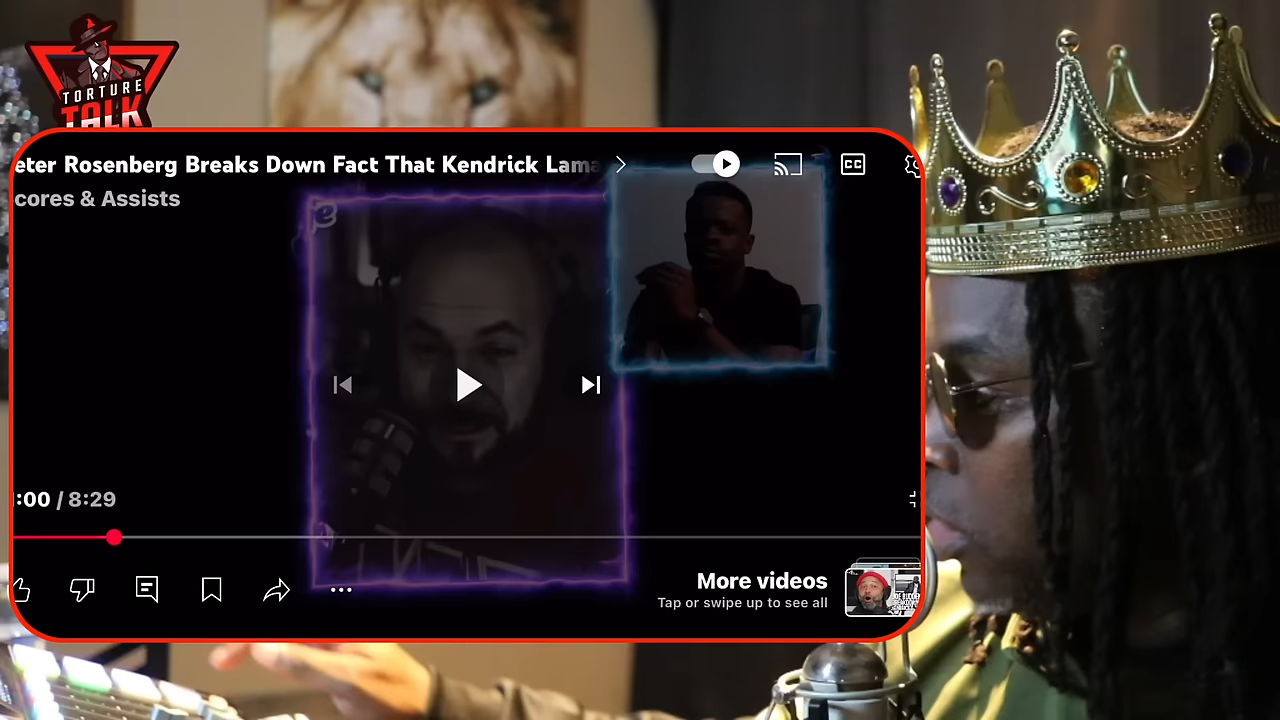 TORTURE
TALK
eter Rosenberg Breaks Down Fact That Kendrick Lama
CC
cores & Assists
:00 / 8:29
More videos
Tap or swipe up to see all